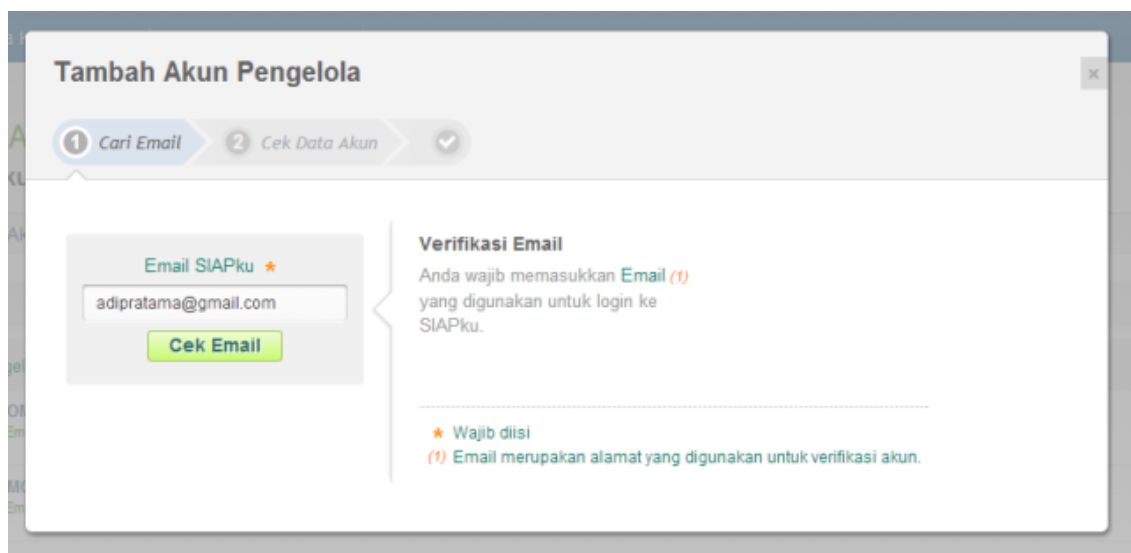 Tambah Akun Pengelola
×
1 Cari Email
2 Cek Data Akun
Email SIAPku *
adipratama@gmail.com
Cek Email
Verifikasi Email
Anda wajib memasukkan Email (1)
yang digunakan untuk login ke
SIAPku.
* Wajib diisi
(1) Email merupakan alamat yang digunakan untuk verifikasi akun.